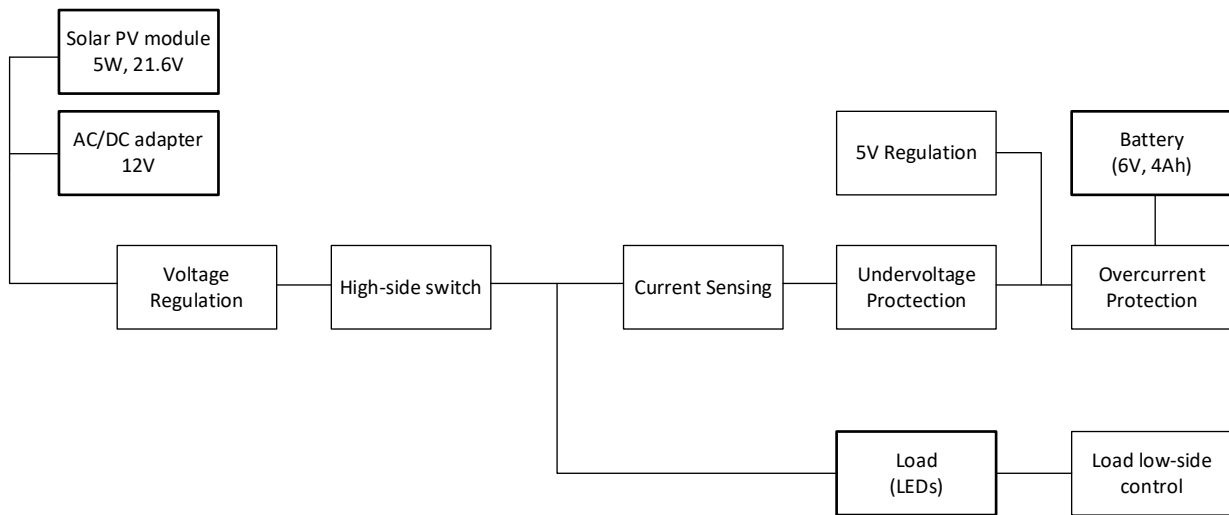 Solar PV module
5W, 21.6V
AC/DC adapter
12V
5V Regulation
Battery
(6V, 4Ah)
Voltage
Regulation
High-side switch
Current Sensing
Undervoltage
Proctection
Overcurrent
Protection
Load
(LEDs)
Load low-side
control